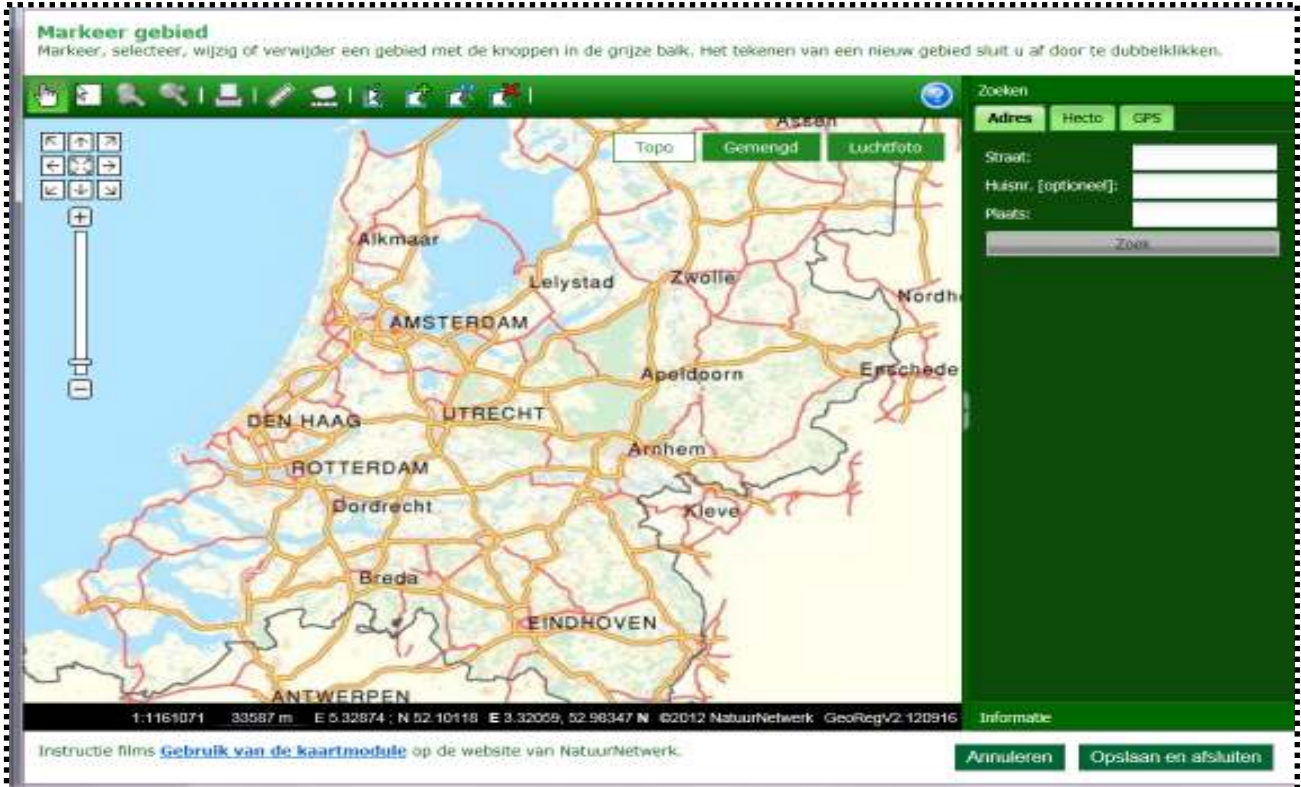 Markeer gebied
Markeer, selecteer, wijzig of verwijder een gebied met de knoppen in de grijze balk. Het tekenen van een nieuw gebied sluit u af door te dubbelklikken.
Zoeken
Adres Hecto GPS
Straat:
Huisnr. [optioneel]:
Plaats:
Zoek
Topo Gemengd Luchtfoto
Assen
Alkmaar
Lelystad
Zwolle
Nordh
AMSTERDAM
Apeldoorn
Enschede
DEN HAAG
UTRECHT
Arnhem
ROTTERDAM
Dordrecht
Kleve
Breda
EINDHOVEN
ANTWERPEN
1:1161071 33587 m E 5.32874 ; N 52.10118 E 3.32059, 52.98347 N ©2012 NatuurNetwerk GeoRegV2.120916
Informatie
Instructie films Gebruik van de kaartmodule op de website van NatuurNetwerk.
Annuleren Opslaan en afsluiten